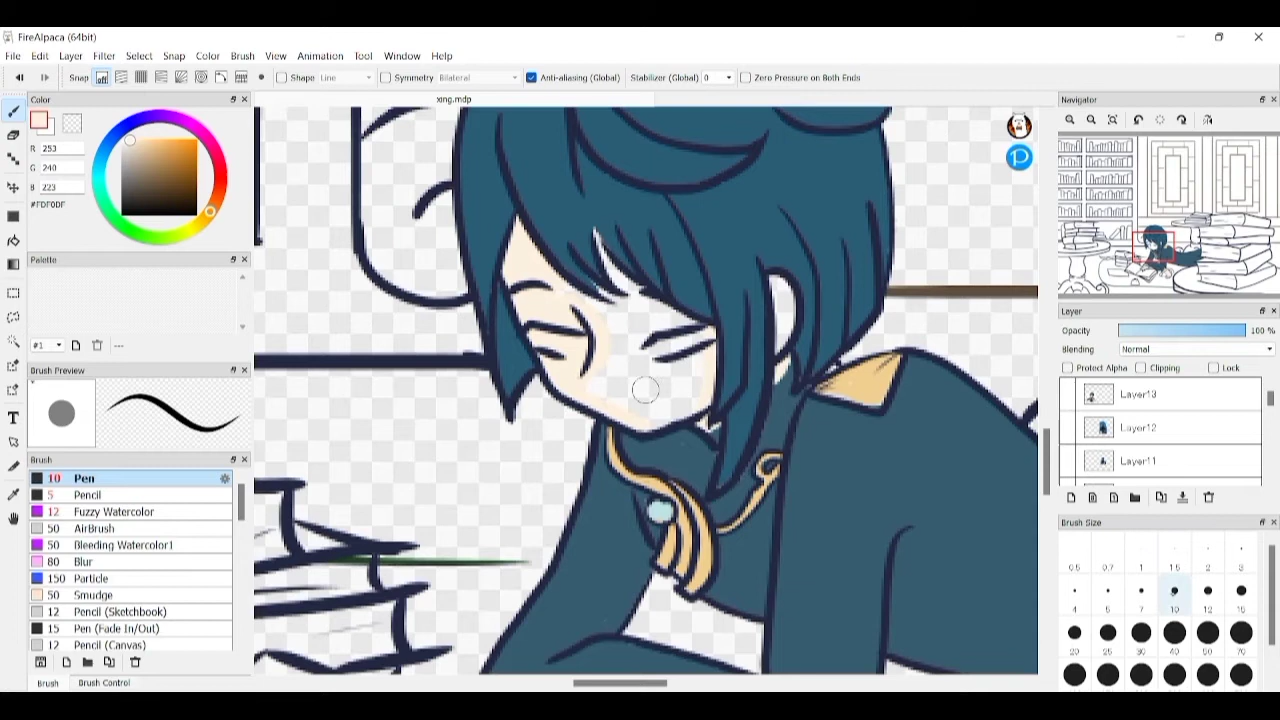 FireAlpaca (64bit)
File Edit Layer Filter Select Snap Color Brush View Animation Tool Window Help
Snap Shape Line Symmetry Bilateral Anti-aliasing (Global) Stabilizer (Global) 0 Zero Pressure on Both Ends
Color
xing.mdp
Navigator
R 253
G 240
B 223
#FDF0DF
Palette
#1
Brush Preview
Brush
10 Pen
5 Pencil
12 Fuzzy Watercolor
50 AirBrush
50 Bleeding Watercolor1
80 Blur
150 Particle
50 Smudge
12 Pencil (Sketchbook)
15 Pen (Fade In/Out)
12 Pencil (Canvas)
Brush Brush Control
Layer
Opacity 100 %
Blending Normal
Protect Alpha Clipping Lock
Layer13
Layer12
Layer11
Brush Size
0.5 0.7 1 1.5 2 3
4 5 7 10 12 15
20 25 30 40 50 70